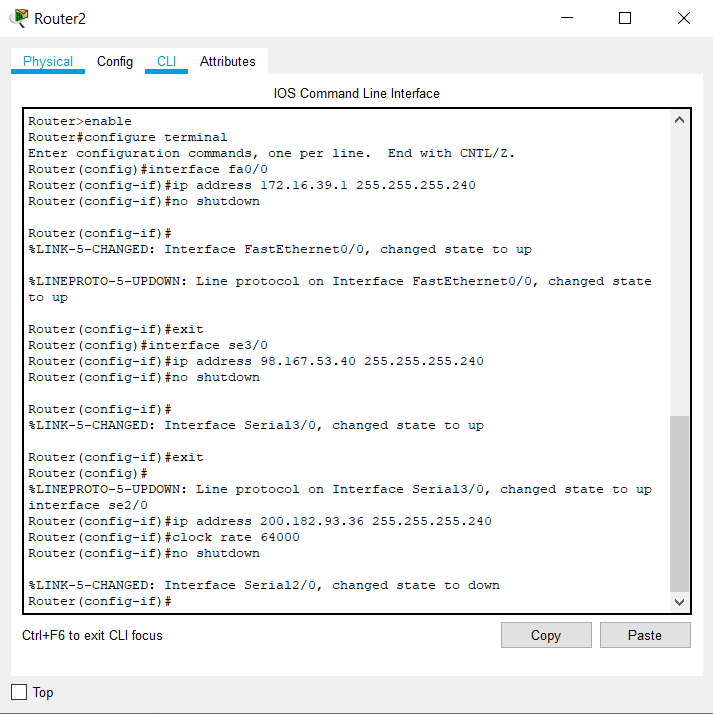 Router2
Physical Config CLI Attributes
IOS Command Line Interface
Router>enable
Router#configure terminal
Enter configuration commands, one per line.  End with CNTL/Z.
Router(config)#interface fa0/0
Router(config-if)#ip address 172.16.39.1 255.255.255.240
Router(config-if)#no shutdown
Router(config-if)#
%LINK-5-CHANGED: Interface FastEthernet0/0, changed state to up
%LINEPROTO-5-UPDOWN: Line protocol on Interface FastEthernet0/0, changed state
to up
Router(config-if)#exit
Router(config)#interface se3/0
Router(config-if)#ip address 98.167.53.40 255.255.255.240
Router(config-if)#no shutdown
Router(config-if)#
%LINK-5-CHANGED: Interface Serial3/0, changed state to up
Router(config-if)#exit
Router(config)#
%LINEPROTO-5-UPDOWN: Line protocol on Interface Serial3/0, changed state to up
interface se2/0
Router(config-if)#ip address 200.182.93.36 255.255.255.240
Router(config-if)#clock rate 64000
Router(config-if)#no shutdown
%LINK-5-CHANGED: Interface Serial2/0, changed state to down
Router(config-if)#
Ctrl+F6 to exit CLI focus
Copy Paste
Top